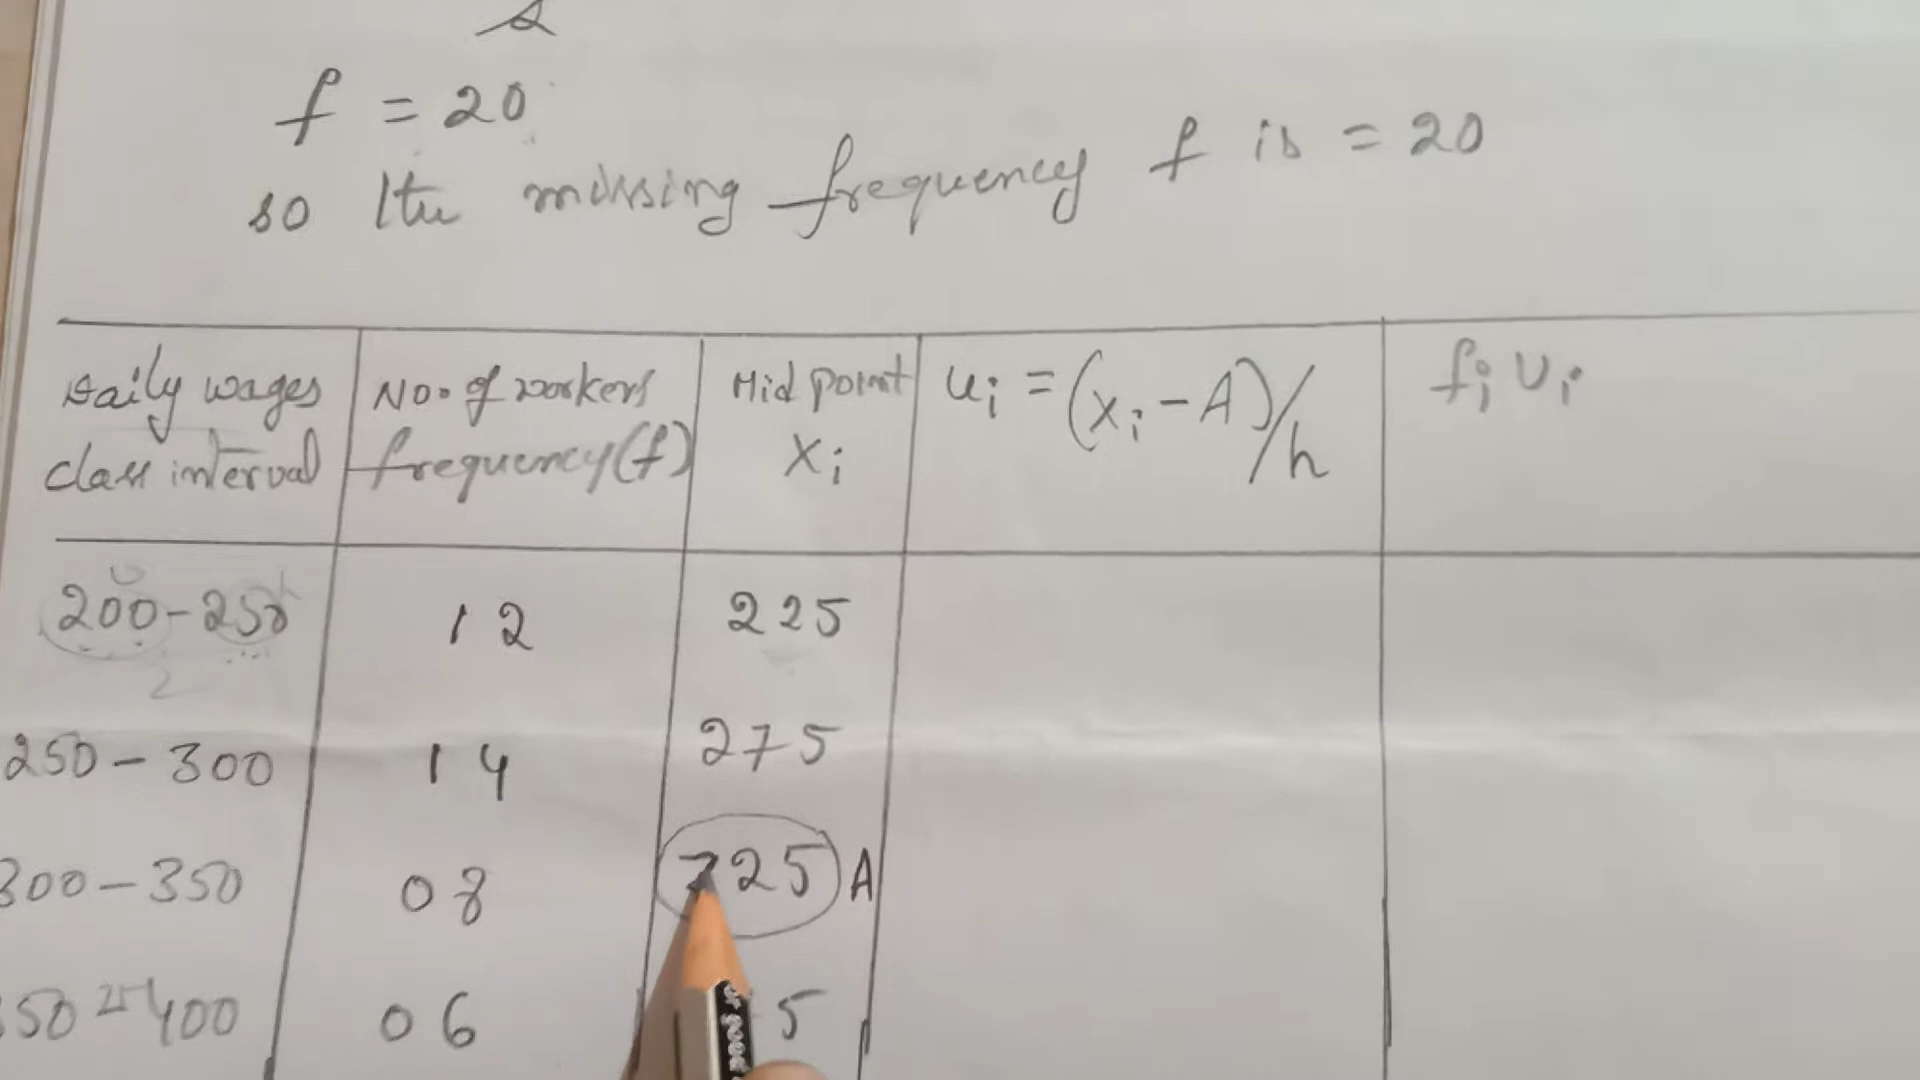 f = 20
so the missing frequency f is = 20
Daily wages class interval No. of workers frequency (f) Mid point Xi ui = (Xi - A)/h fi Ui
200-250 12 225
250-300 14 275
300-350 08 325 A
350-400 06 5